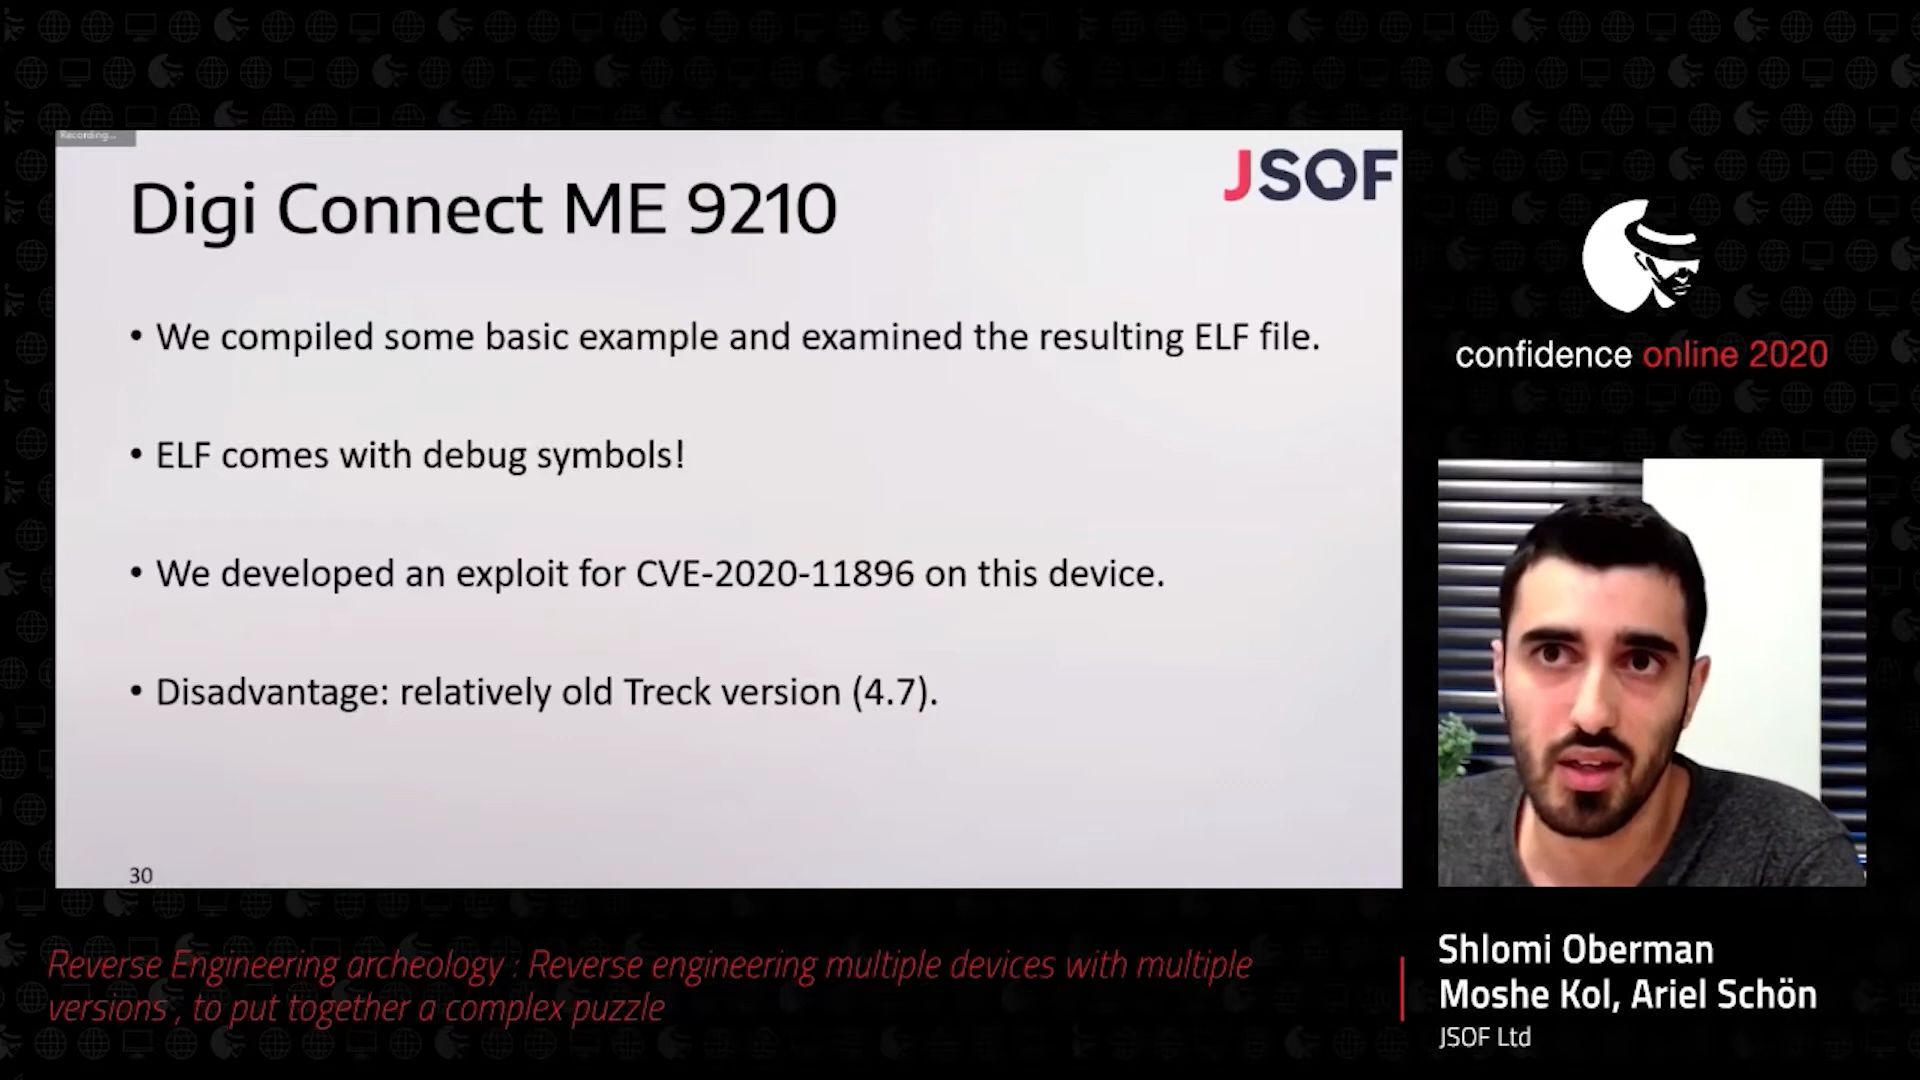 Recording...
JSOF
Digi Connect ME 9210
• We compiled some basic example and examined the resulting ELF file.
• ELF comes with debug symbols!
• We developed an exploit for CVE-2020-11896 on this device.
• Disadvantage: relatively old Treck version (4.7).
30
confidence online 2020
Reverse Engineering archeology : Reverse engineering multiple devices with multiple
versions , to put together a complex puzzle
Shlomi Oberman
Moshe Kol, Ariel Schön
JSOF Ltd